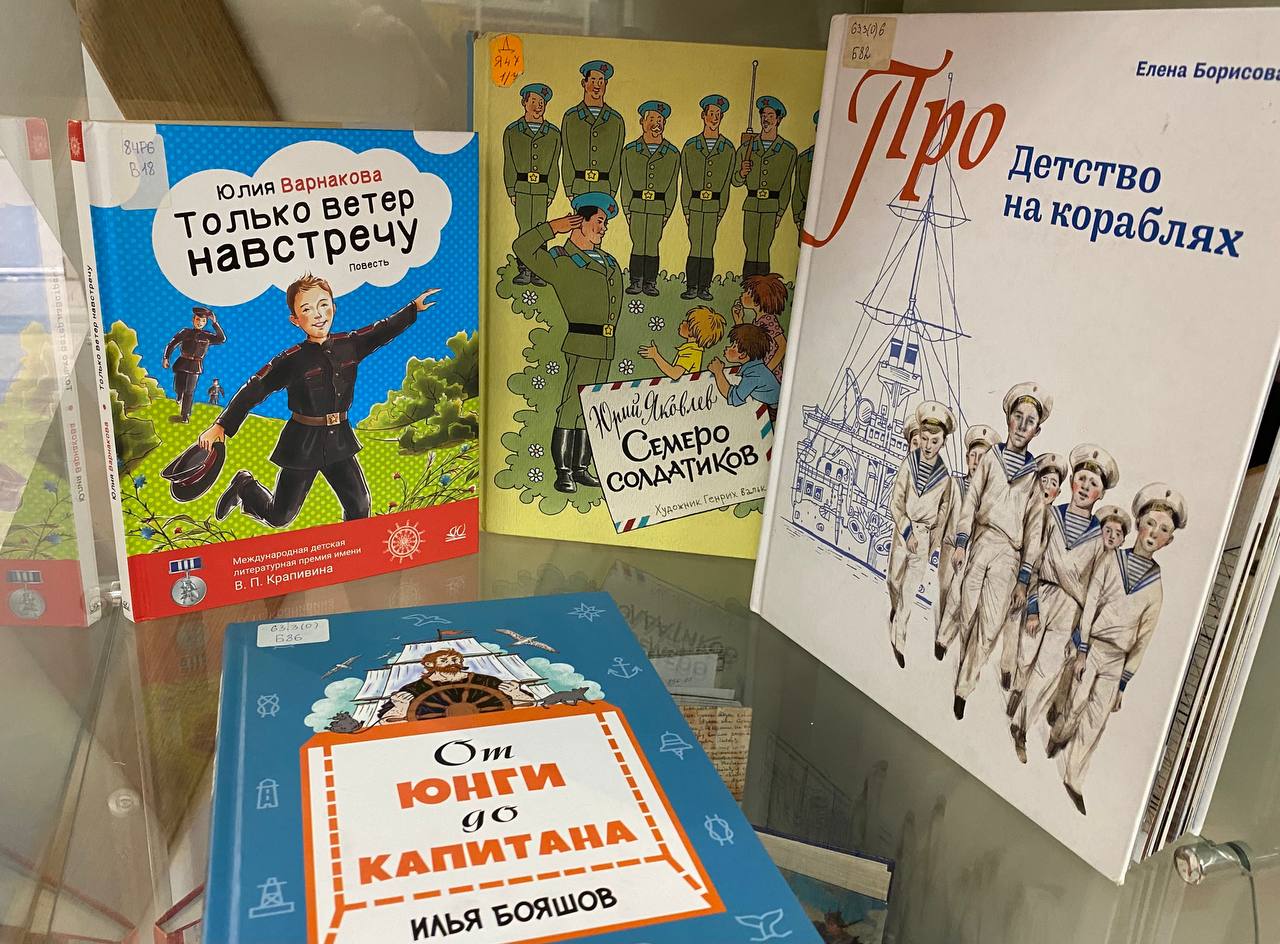 84Р6
Б18
Юлия Варнакова
Только ветер
навстречу
Повесть
Международная детская
литературная премия имени
В. П. Крапивина
Юлия Варнакова • Только ветер навстречу
Д
Я47
Юрий Яковлев
Семеро
солдатиков
Художник Генрих Вальк
63.3(0)6
Б82
Елена Борисова
Про
Детство
на кораблях
63.3(0)
Б86
От
ЮНГИ
до
КАПИТАНА
ИЛЬЯ БОЯШОВ